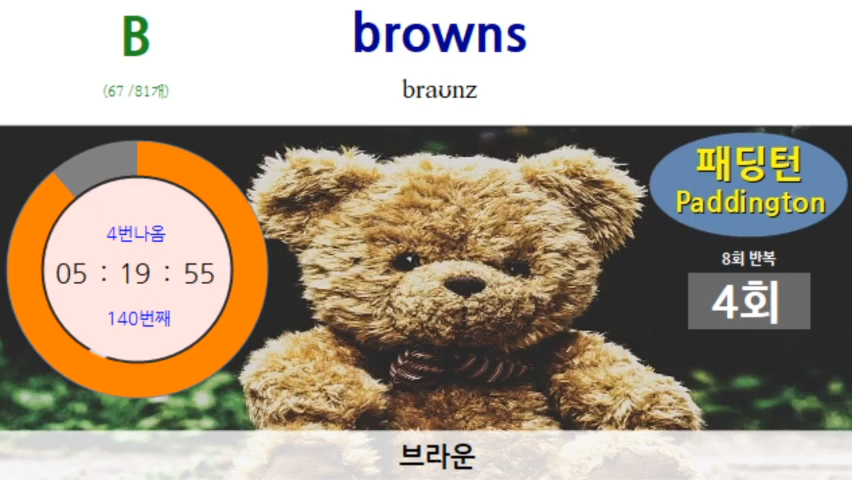 B
browns
(67 /81개)
braʊnz
패딩턴
Paddington
4번나옴
05 : 19 : 55
140번째
8회 반복
4회
브라운